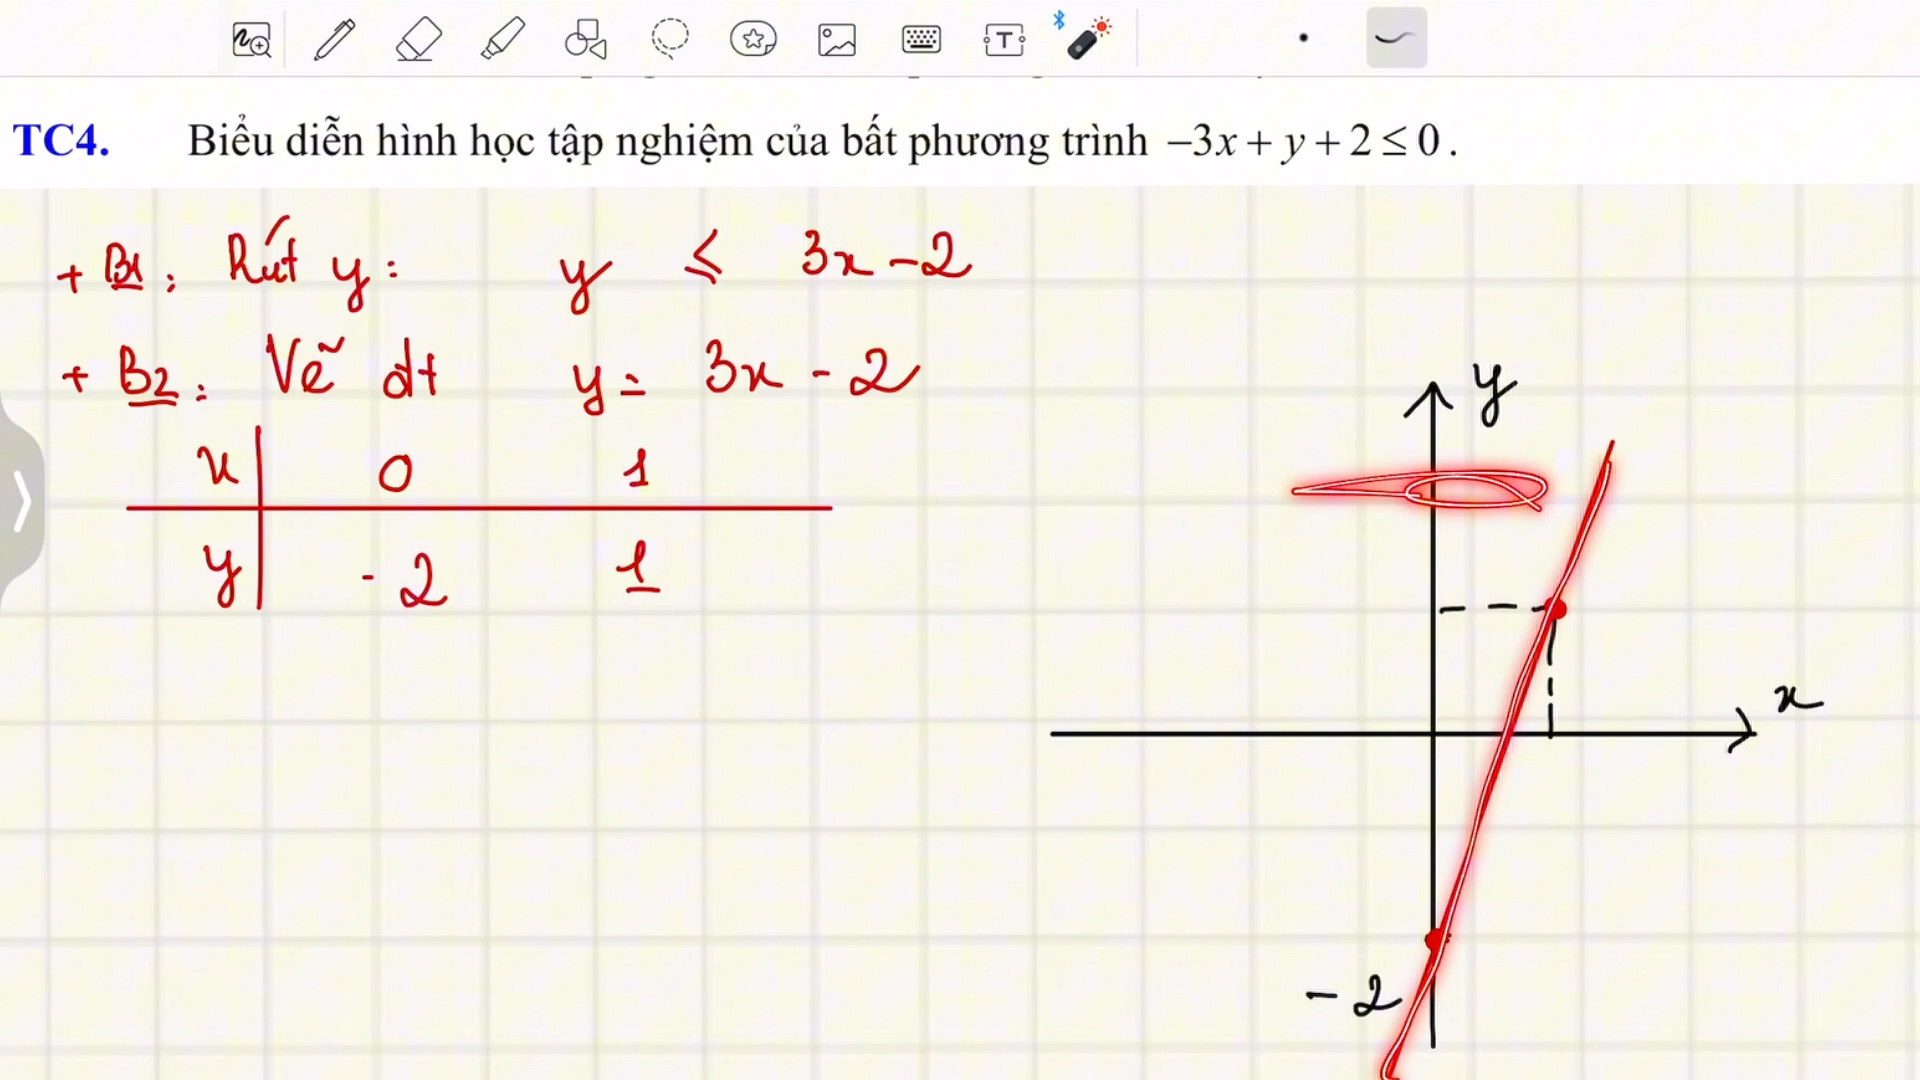 TC4. Biểu diễn hình học tập nghiệm của bất phương trình −3x + y + 2 ≤ 0.
+ B1: Rút y: y ≤ 3x - 2
+ B2: Vẽ đt y = 3x - 2
x 0 1
y -2 1
y
x
-2